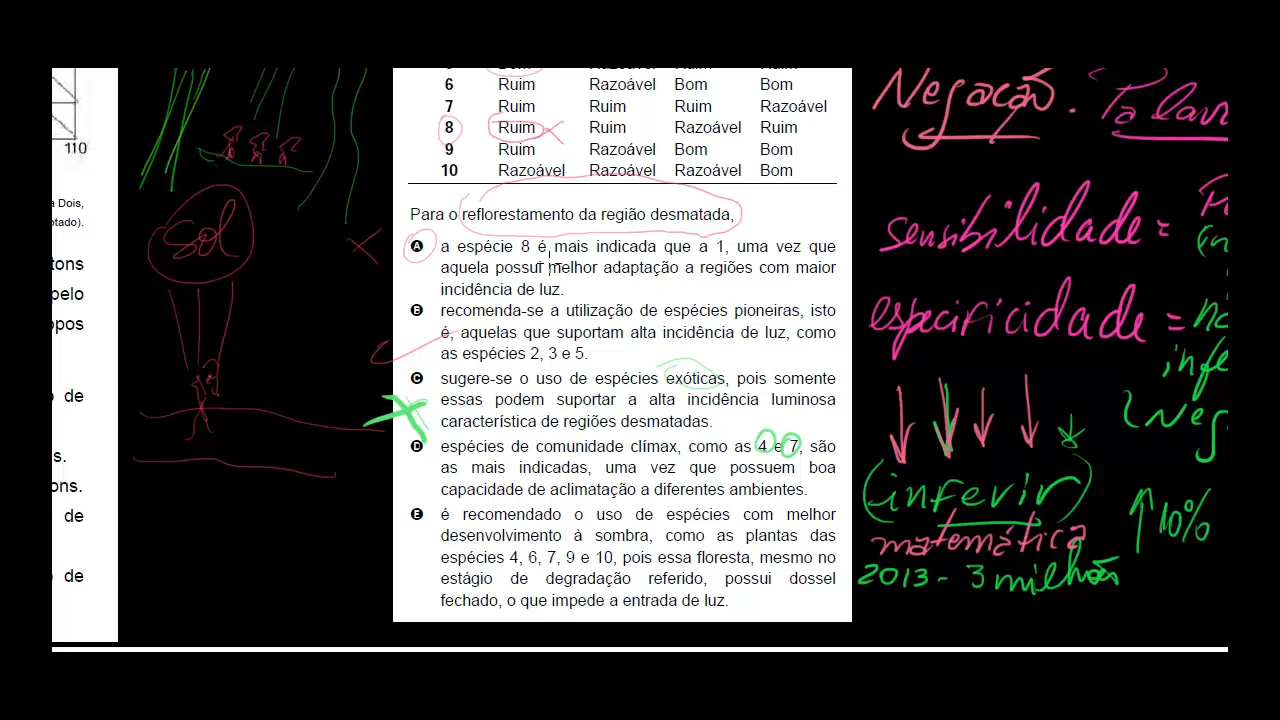 6 Ruim Razoável Bom Bom
7 Ruim Ruim Ruim Razoável
8 Ruim Ruim Razoável Ruim
9 Ruim Razoável Bom Bom
10 Razoável Razoável Razoável Bom
Para o reflorestamento da região desmatada,
A a espécie 8 é mais indicada que a 1, uma vez que
aquela possui melhor adaptação a regiões com maior
incidência de luz.
B recomenda-se a utilização de espécies pioneiras, isto
é, aquelas que suportam alta incidência de luz, como
as espécies 2, 3 e 5.
C sugere-se o uso de espécies exóticas, pois somente
essas podem suportar a alta incidência luminosa
característica de regiões desmatadas.
D espécies de comunidade clímax, como as 4 e 7, são
as mais indicadas, uma vez que possuem boa
capacidade de aclimatação a diferentes ambientes.
E é recomendado o uso de espécies com melhor
desenvolvimento à sombra, como as plantas das
espécies 4, 6, 7, 9 e 10, pois essa floresta, mesmo no
estágio de degradação referido, possui dossel
fechado, o que impede a entrada de luz.
110
a Dois,
otado).
tons
pelo
opos
o de
s.
ons.
de
o de
Sol
Negação.
sensibilidade =
especificidade =
(inferir)
↑10%
matemática
2013 - 3 milhões